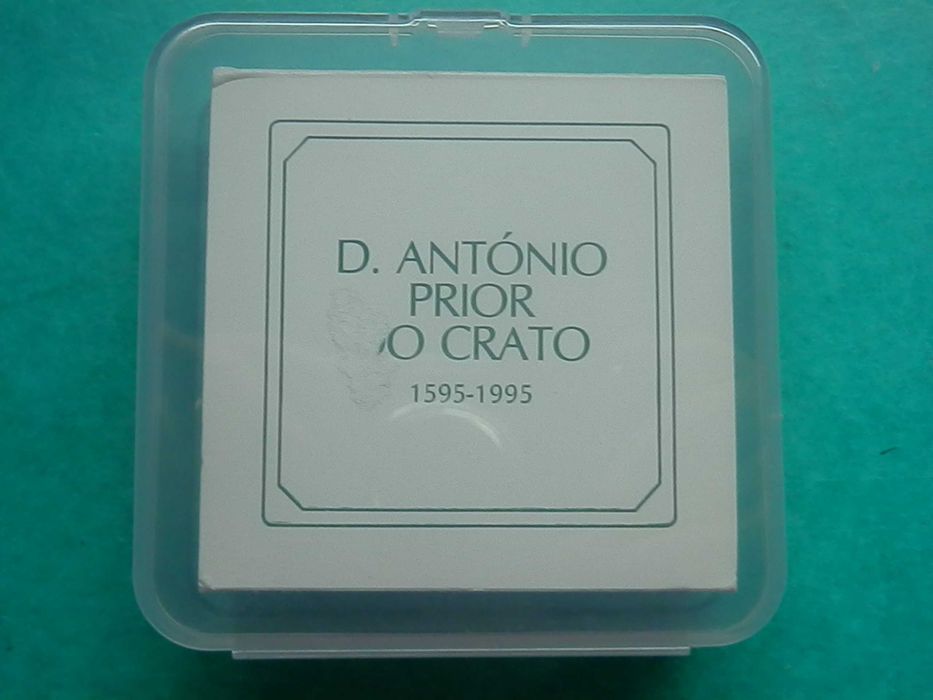 D. ANTÓNIO
PRIOR
DO CRATO
1595-1995